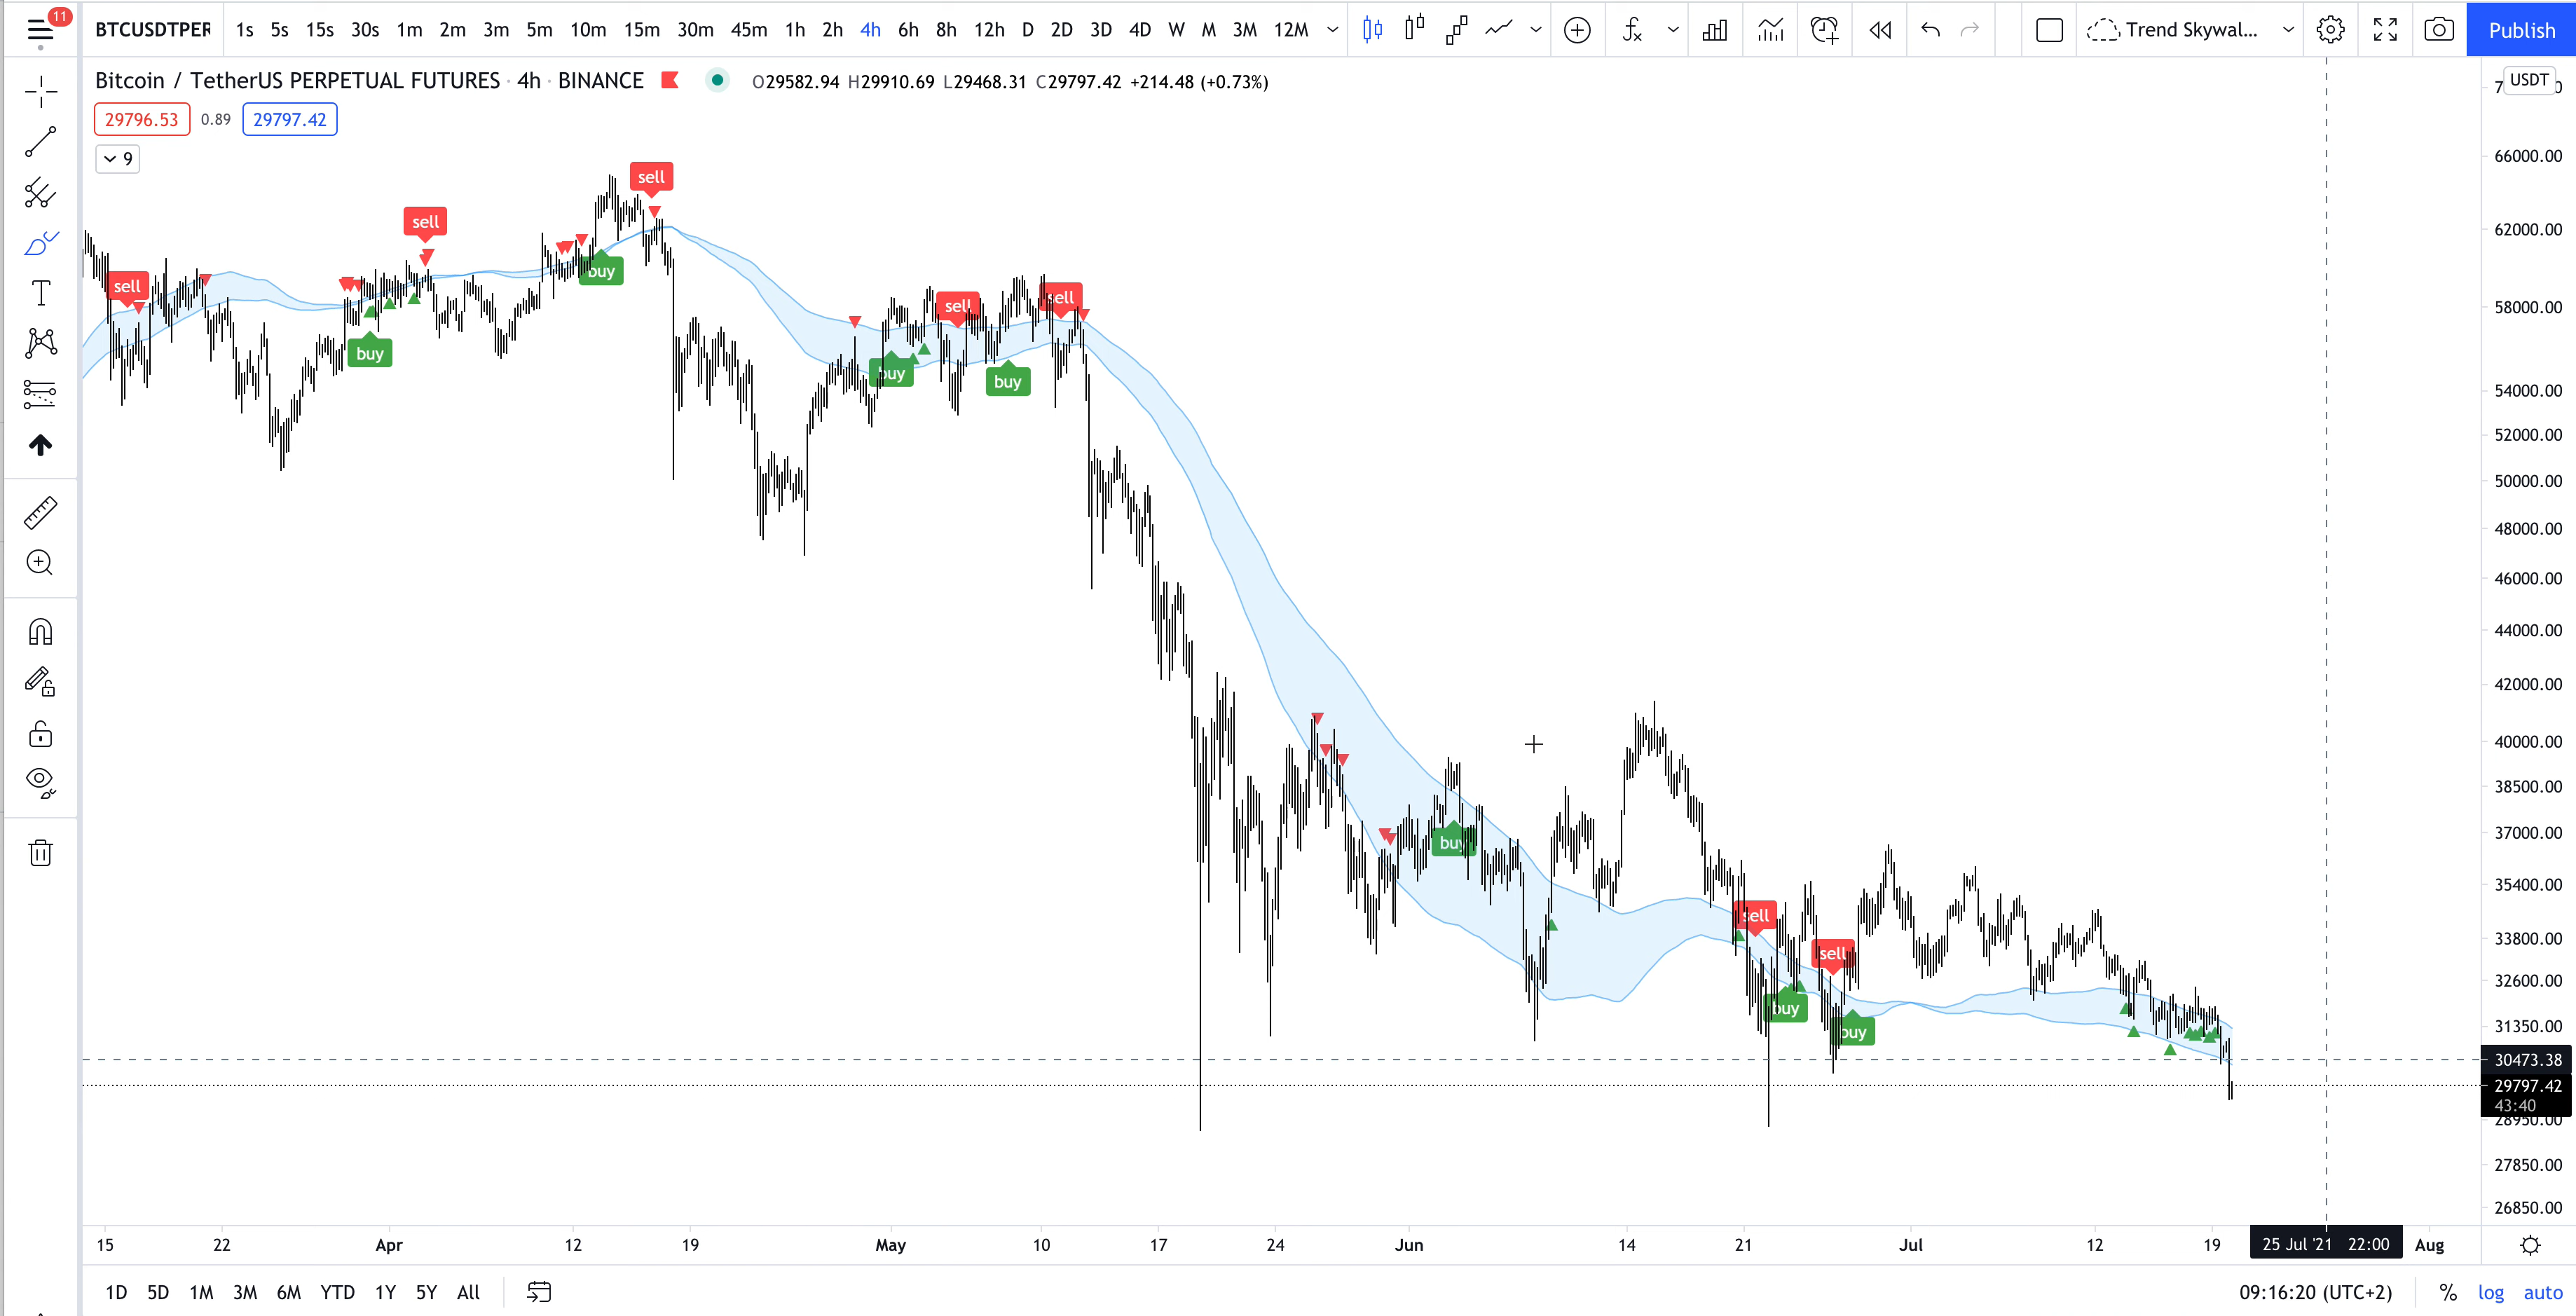 11
BTCUSDTPER 1s 5s 15s 30s 1m 2m 3m 5m 10m 15m 30m 45m 1h 2h 4h 6h 8h 12h D 2D 3D 4D W M 3M 12M Trend Skywal... Publish
Bitcoin / TetherUS PERPETUAL FUTURES · 4h · BINANCE O29582.94 H29910.69 L29468.31 C29797.42 +214.48 (+0.73%)
USDT
29796.53 0.89 29797.42
9
sell
sell
sell
buy
buy
sell
sell
buy
buy
buy
sell
sell
buy
buy
66000.00
62000.00
58000.00
54000.00
52000.00
50000.00
48000.00
46000.00
44000.00
42000.00
40000.00
38500.00
37000.00
35400.00
33800.00
32600.00
31350.00
30473.38
29797.42
43:40
28950.00
27850.00
26850.00
15 22 Apr 12 19 May 10 17 24 Jun 14 21 Jul 12 19 25 Jul '21 22:00 Aug
1D 5D 1M 3M 6M YTD 1Y 5Y All 09:16:20 (UTC+2) % log auto